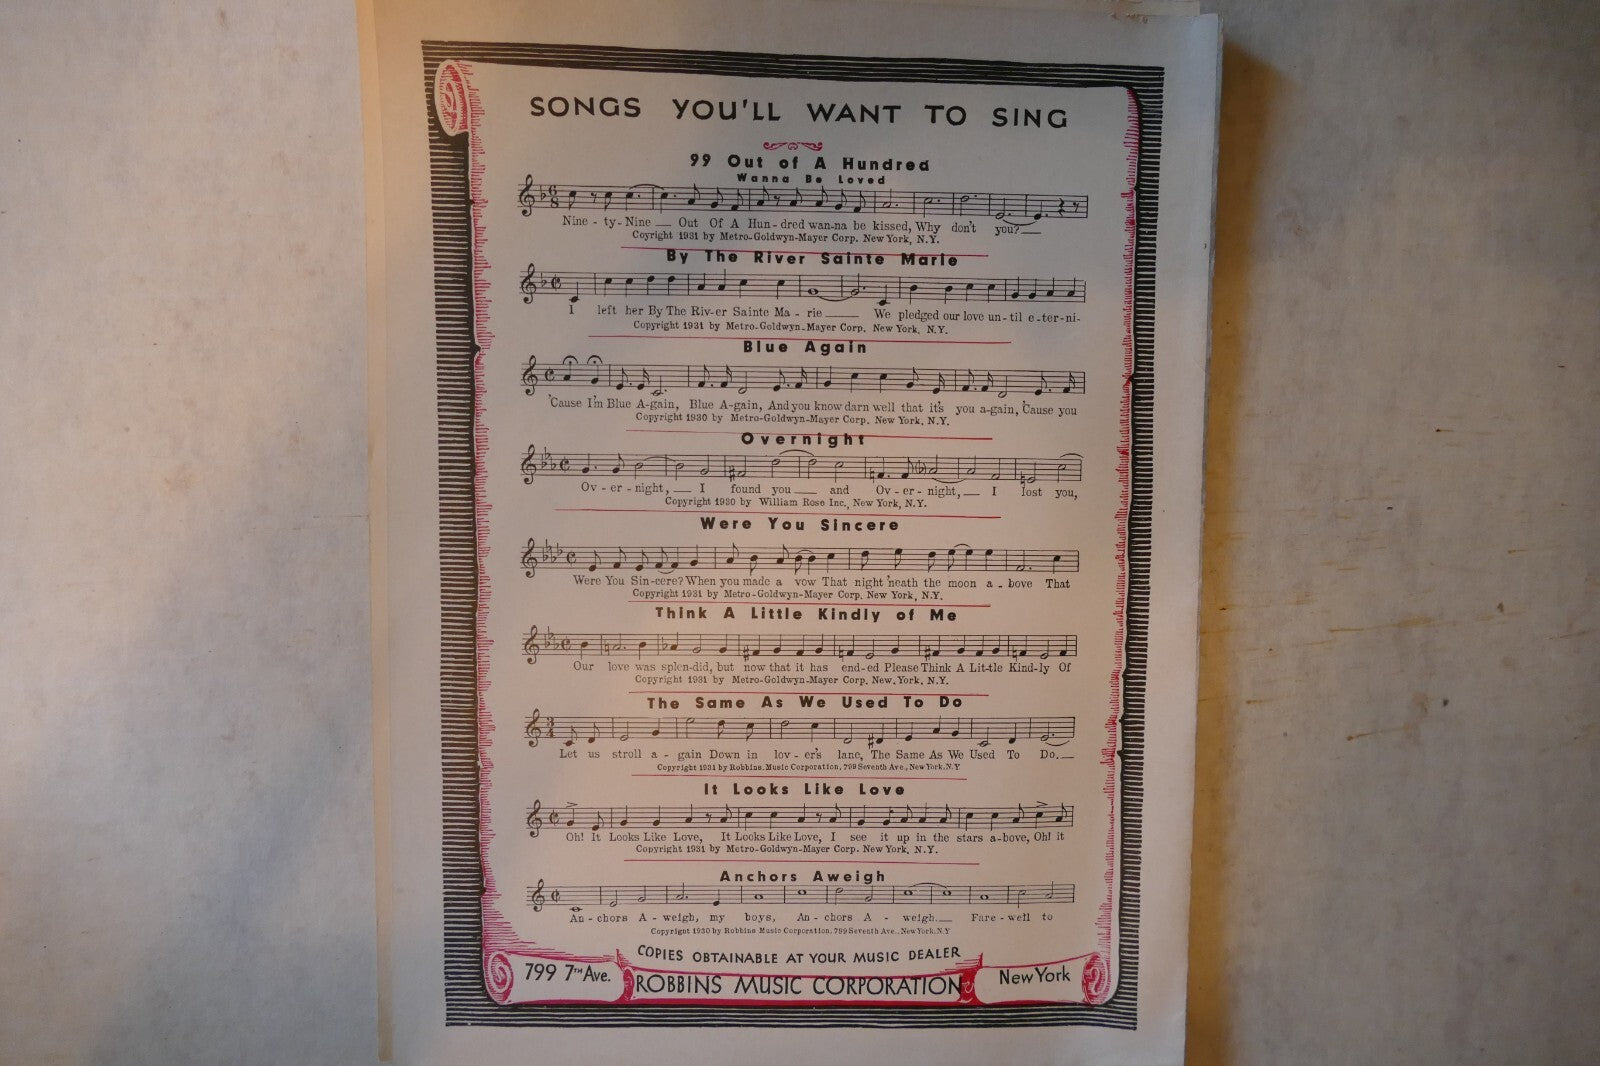 SONGS YOU'LL WANT TO SING
99 Out of A Hundred
Wanna Be Loved
Nine - ty - Nine Out Of A Hun - dred wan-na be kissed, Why don't you?
Coyright 1931 by Metro-Goldwyn-Mayer Corp. New York, N.Y.
By The River Sainte Marie
I left her By The Riv-er Sainte Ma - rie We pledged our love un-til e-ter-ni-
Copyright 1931 by Metro-Goldwyn-Mayer Corp. New York, N.Y.
Blue Again
'Cause I'm Blue A-gain, Blue A-gain, And you know darn well that it's you a-gain, 'Cause you
Copyright 1930 by Metro-Goldwyn-Mayer Corp. New York, N.Y.
Overnight
Ov - er - night, I found you and Ov - er - night, I lost you,
Copyright 1930 by William Rose Inc., New York, N.Y.
Were You Sincere
Were You Sin-cere? When you made a vow That night 'neath the moon a - bove That
Copyright 1931 by Metro-Goldwyn-Mayer Corp. New York, N.Y.
Think A Little Kindly of Me
Our love was splen-did, but now that it has end-ed Please Think A Lit-tle Kind-ly Of
Copyright 1931 by Metro-Goldwyn-Mayer Corp. New York, N.Y.
The Same As We Used To Do
3
4
Let us stroll a - gain Down in lov - er's lane, The Same As We Used To Do.
Copyright 1931 by Robbins Music Corporation, 799 Seventh Ave., New York, N.Y
It Looks Like Love
Oh! It Looks Like Love, It Looks Like Love, I see it up in the stars a-bove, Oh! it
Copyright 1931 by Metro-Goldwyn-Mayer Corp. New York, N.Y.
Anchors Aweigh
An - chors A - weigh, my boys, An - chors A - weigh. Fare - well to
Copyright 1930 by Robbins Music Corporation, 799 Seventh Ave., New York, N.Y
COPIES OBTAINABLE AT YOUR MUSIC DEALER
799 7TH Ave. ROBBINS MUSIC CORPORATION New York